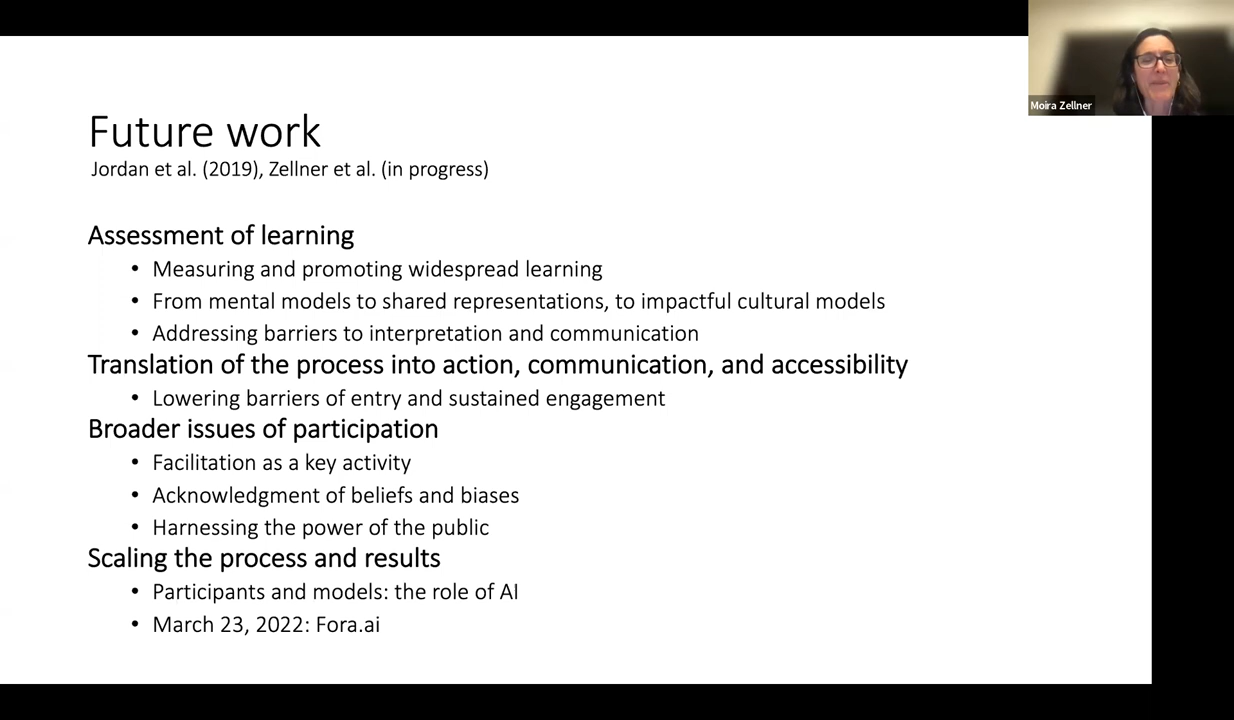 Moira Zellner
Future work
Jordan et al. (2019), Zellner et al. (in progress)
Assessment of learning
• Measuring and promoting widespread learning
• From mental models to shared representations, to impactful cultural models
• Addressing barriers to interpretation and communication
Translation of the process into action, communication, and accessibility
• Lowering barriers of entry and sustained engagement
Broader issues of participation
• Facilitation as a key activity
• Acknowledgment of beliefs and biases
• Harnessing the power of the public
Scaling the process and results
• Participants and models: the role of AI
• March 23, 2022: Fora.ai